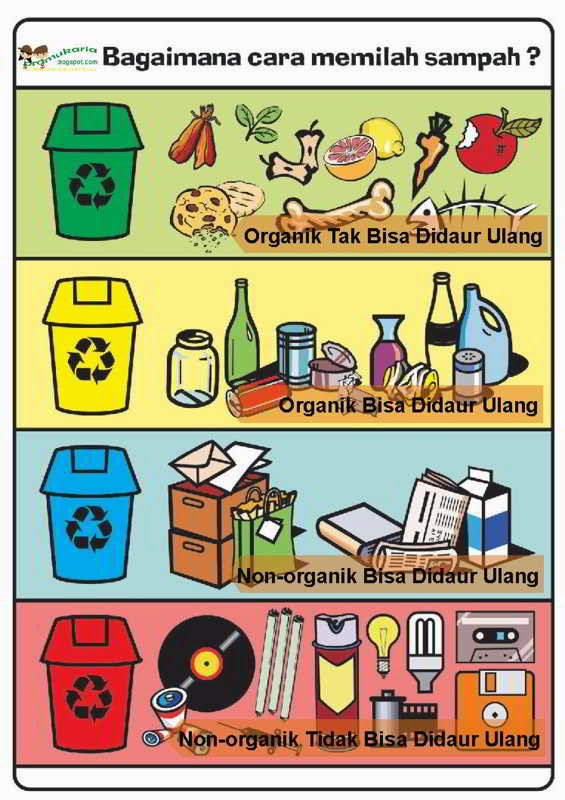 Pramukaria
.blogspot.com
Bagaimana cara memilah sampah ?
Organik Tak Bisa Didaur Ulang
Organik Bisa Didaur Ulang
Non-organik Bisa Didaur Ulang
Non-organik Tidak Bisa Didaur Ulang